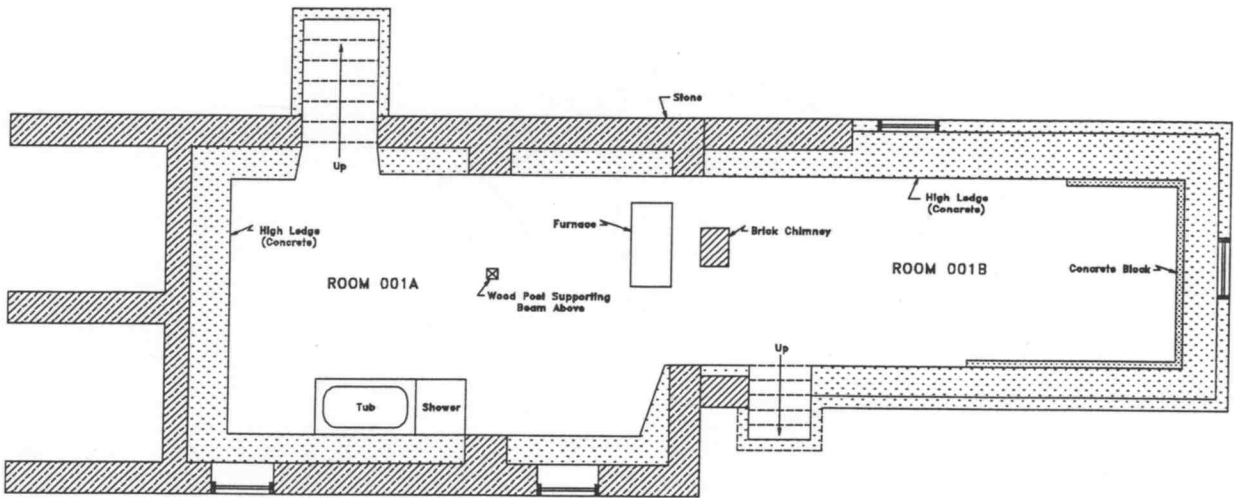 Stone
Up
High Ledge
(Concrete)
High Ledge
(Concrete)
Furnace
Brick Chimney
ROOM 001A
ROOM 001B
Concrete Block
Wood Post Supporting
Beam Above
Up
Tub
Shower